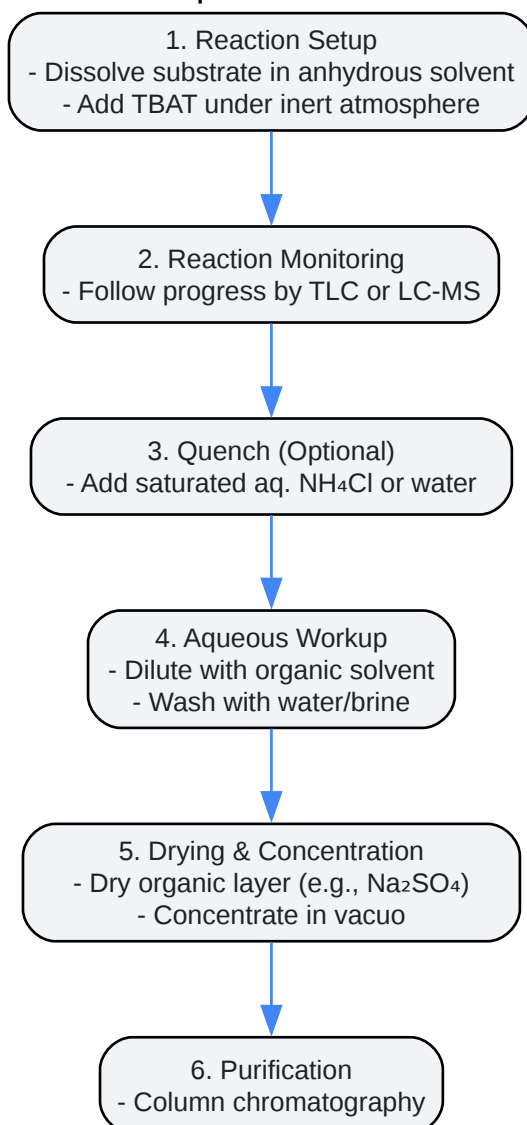 1. Reaction Setup
- Dissolve substrate in anhydrous solvent
- Add TBAT under inert atmosphere
2. Reaction Monitoring
- Follow progress by TLC or LC-MS
3. Quench (Optional)
- Add saturated aq. NH₄Cl or water
4. Aqueous Workup
- Dilute with organic solvent
- Wash with water/brine
5. Drying & Concentration
- Dry organic layer (e.g., Na₂SO₄)
- Concentrate in vacuo
6. Purification
- Column chromatography